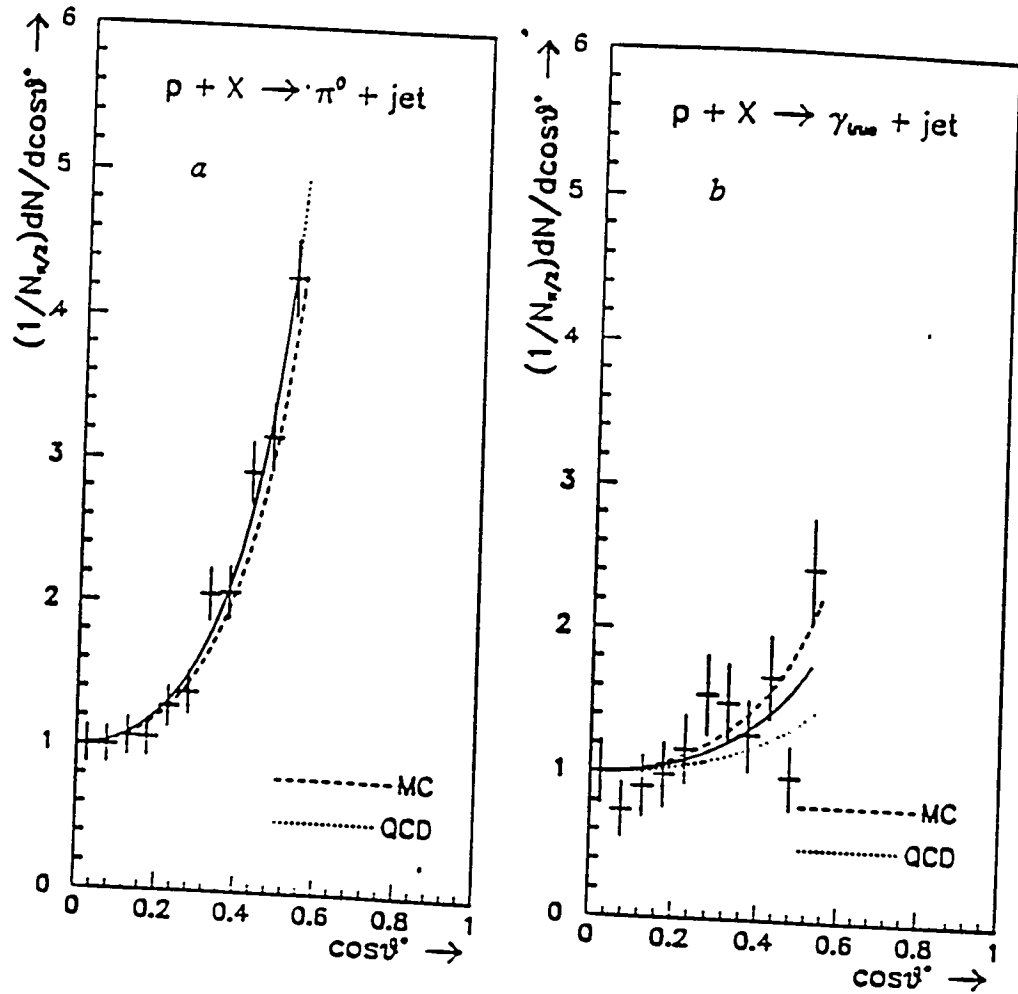 (1/N_{π/2})dN/dcosϑ* →
6
5
4
3
2
1
0
p + X → π⁰ + jet
a
MC
QCD
0 0.2 0.4 0.6 0.8 1
cosϑ* →
(1/N_{π/2})dN/dcosϑ* →
6
5
4
3
2
1
0
p + X → γ_{true} + jet
b
MC
QCD
0 0.2 0.4 0.6 0.8 1
cosϑ* →